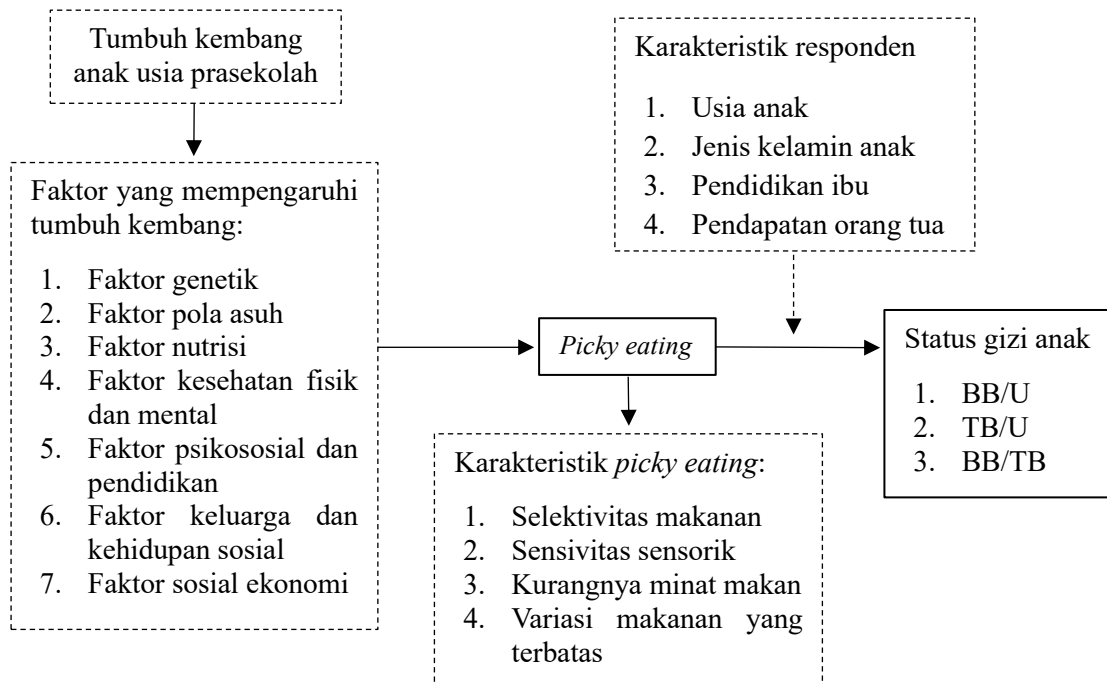 Tumbuh kembang
anak usia prasekolah
Faktor yang mempengaruhi
tumbuh kembang:
1. Faktor genetik
2. Faktor pola asuh
3. Faktor nutrisi
4. Faktor kesehatan fisik
dan mental
5. Faktor psikososial dan
pendidikan
6. Faktor keluarga dan
kehidupan sosial
7. Faktor sosial ekonomi
Picky eating
Karakteristik picky eating:
1. Selektivitas makanan
2. Sensivitas sensorik
3. Kurangnya minat makan
4. Variasi makanan yang
terbatas
Karakteristik responden
1. Usia anak
2. Jenis kelamin anak
3. Pendidikan ibu
4. Pendapatan orang tua
Status gizi anak
1. BB/U
2. TB/U
3. BB/TB